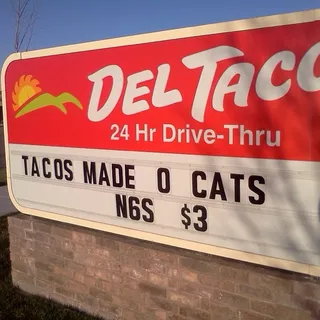 DEL TACO
24 Hr Drive-Thru
TACOS MADE O CATS
N6S $3